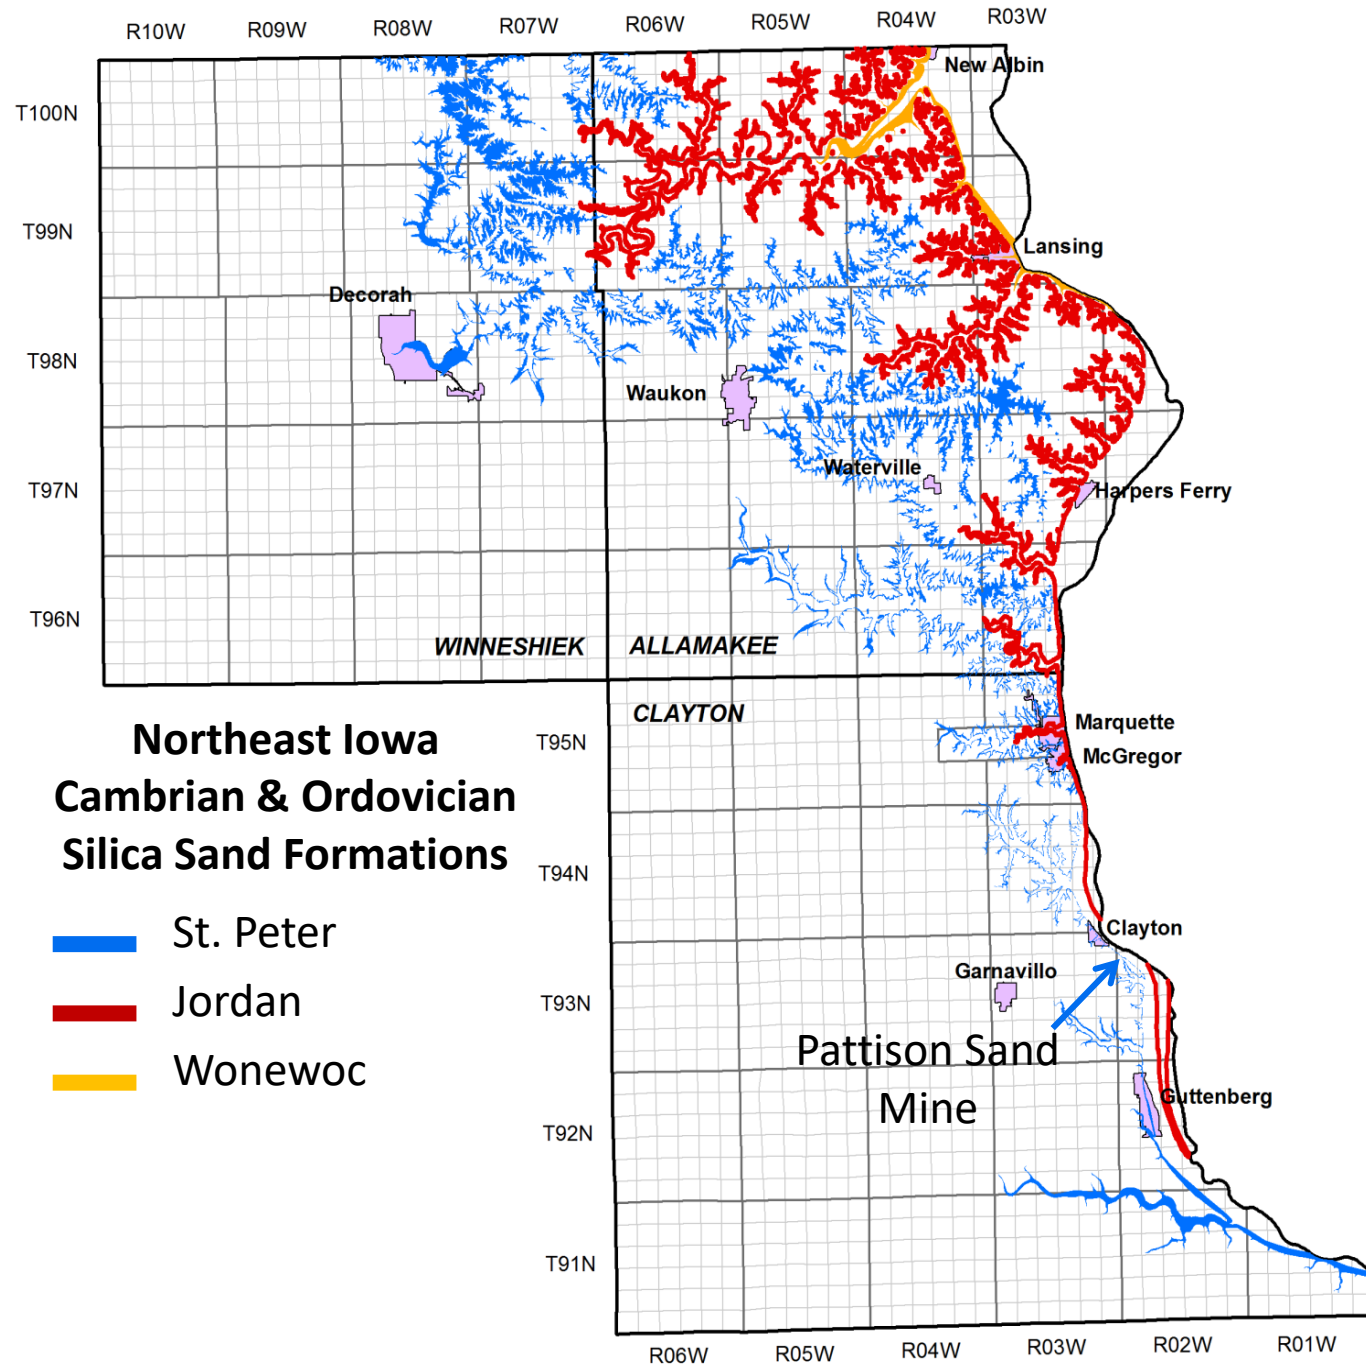 R10W R09W R08W R07W R06W R05W R04W R03W
New Albin
T100N
T99N
Lansing
Decorah
T98N
Waukon
Waterville
T97N
Harpers Ferry
T96N
WINNESHIEK ALLAMAKEE
CLAYTON
Marquette
T95N
McGregor
Northeast Iowa
Cambrian & Ordovician
Silica Sand Formations
T94N
St. Peter
Clayton
Garnavillo
Jordan
T93N
Pattison Sand
Mine
Wonewoc
Guttenberg
T92N
T91N
R06W R05W R04W R03W R02W R01W